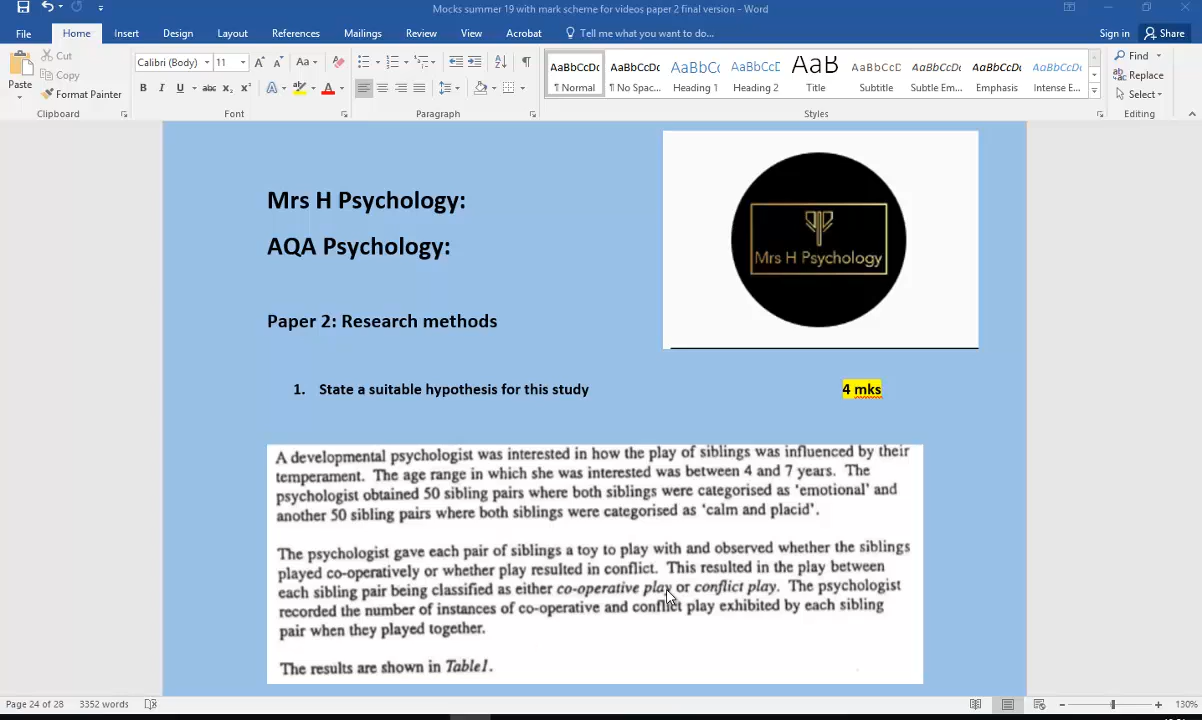 Mocks summer 19 with mark scheme for videos paper 2 final version - Word
File Home Insert Design Layout References Mailings Review View Acrobat Tell me what you want to do... Sign in Share
Paste Cut Copy Format Painter
Calibri (Body) 11
AaBbCcDc AaBbCcDc AaBbCc AaBbCcE AaB AaBbCcD AaBbCcDc AaBbCcDc AaBbCcDc
¶ Normal ¶ No Spac... Heading 1 Heading 2 Title Subtitle Subtle Em... Emphasis Intense E...
Find Replace Select
Clipboard Font Paragraph Styles Editing
Mrs H Psychology:
AQA Psychology:
Mrs H Psychology
Paper 2: Research methods
1. State a suitable hypothesis for this study 4 mks
A developmental psychologist was interested in how the play of siblings was influenced by their
temperament. The age range in which she was interested was between 4 and 7 years. The
psychologist obtained 50 sibling pairs where both siblings were categorised as 'emotional' and
another 50 sibling pairs where both siblings were categorised as 'calm and placid'.
The psychologist gave each pair of siblings a toy to play with and observed whether the siblings
played co-operatively or whether play resulted in conflict. This resulted in the play between
each sibling pair being classified as either co-operative play or conflict play. The psychologist
recorded the number of instances of co-operative and conflict play exhibited by each sibling
pair when they played together.
The results are shown in Table1.
Page 24 of 28 3352 words 130%